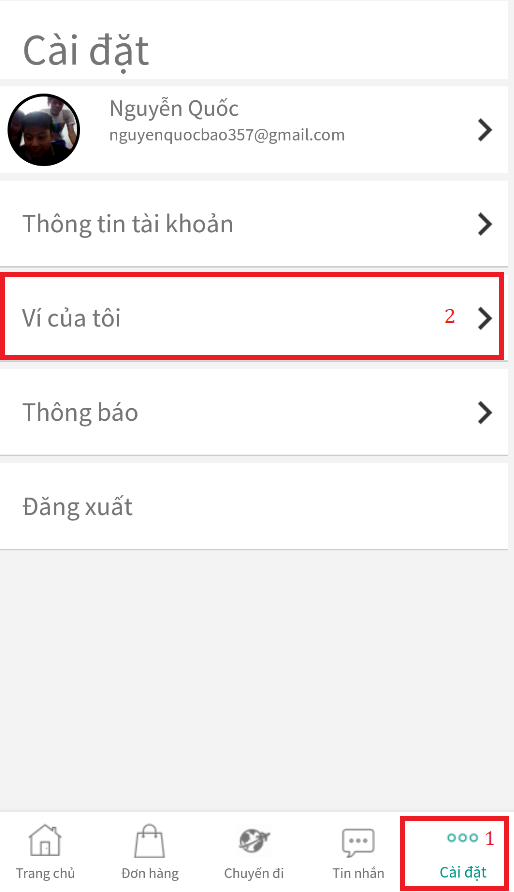 Cài đặt
Nguyễn Quốc
nguyenquocbao357@gmail.com
Thông tin tài khoản
Ví của tôi 2
Thông báo
Đăng xuất
1
Trang chủ Đơn hàng Chuyến đi Tin nhắn Cài đặt